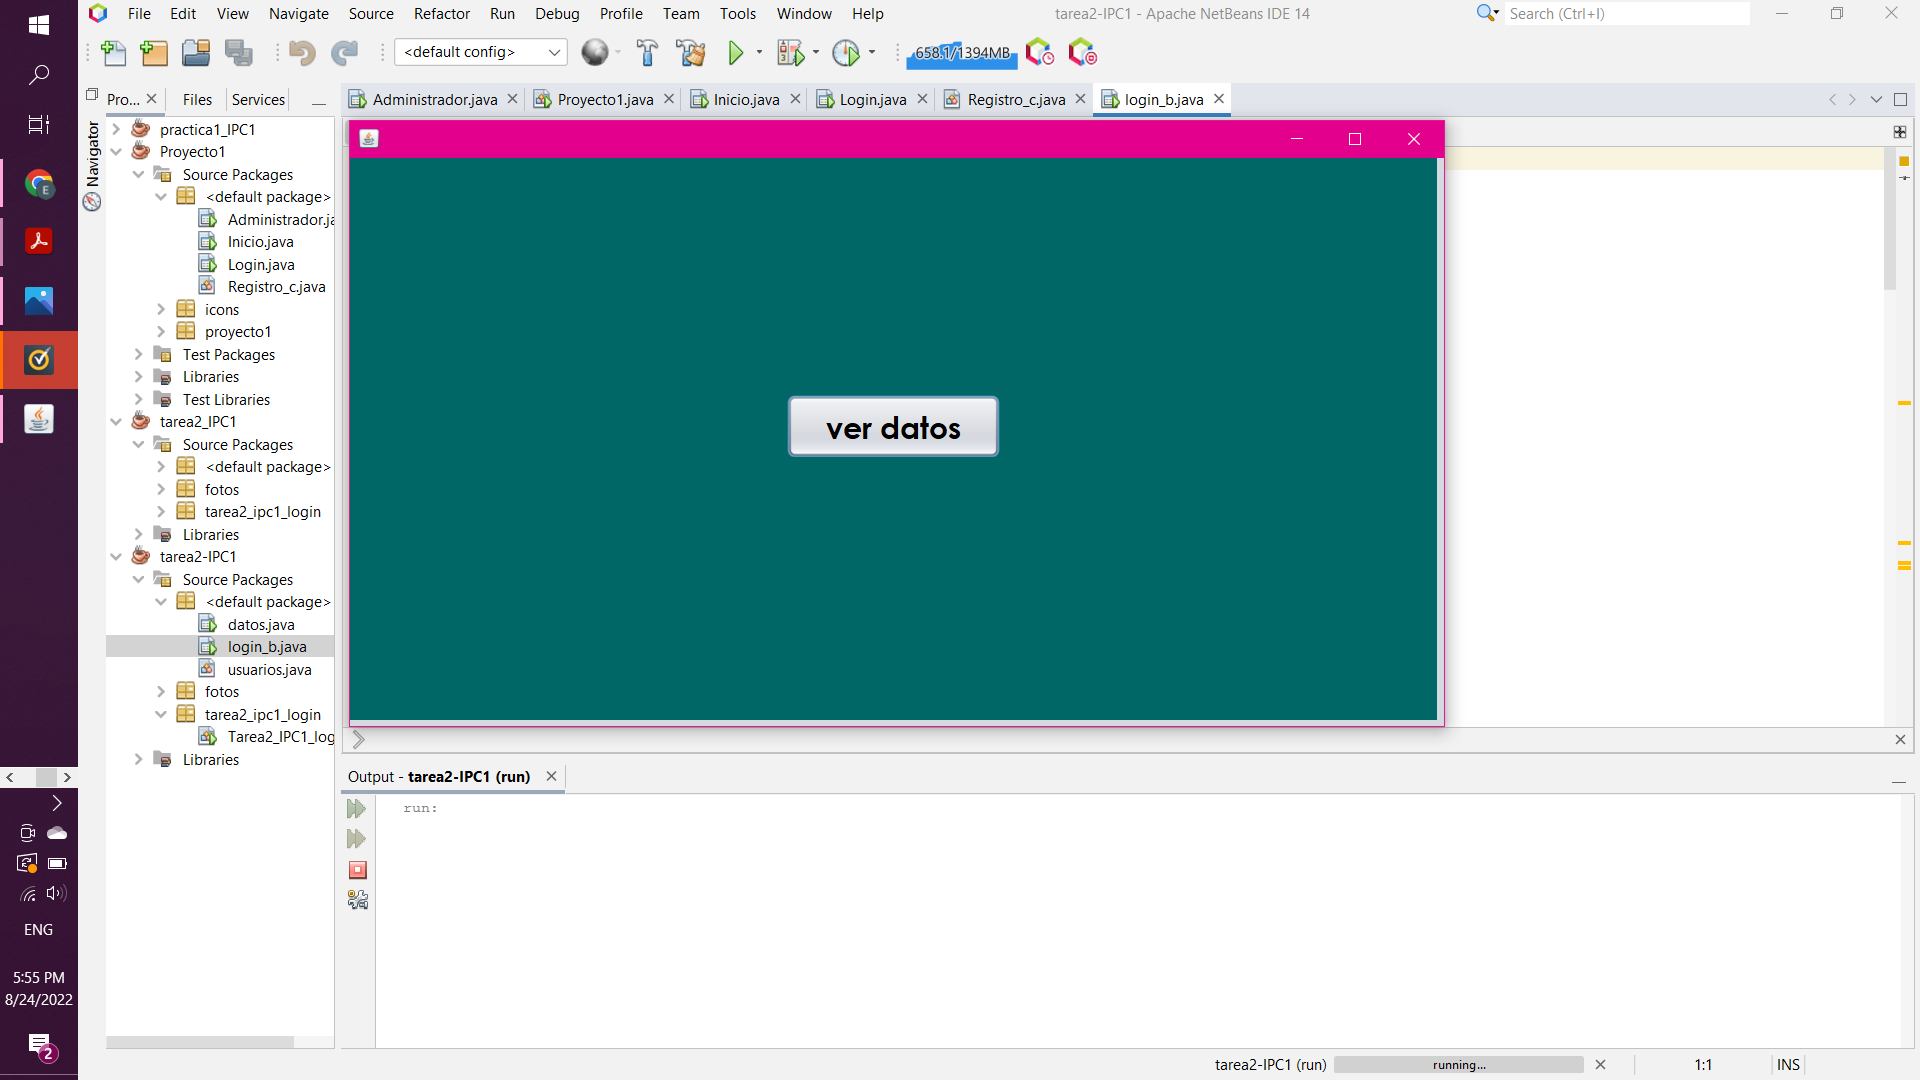 File Edit View Navigate Source Refactor Run Debug Profile Team Tools Window Help
tarea2-IPC1 - Apache NetBeans IDE 14
Search (Ctrl+I)
<default config>
658.1/1394MB
Pro... Files Services
Administrador.java Proyecto1.java Inicio.java Login.java Registro_c.java login_b.java
Navigator
practica1_IPC1
Proyecto1
Source Packages
<default package>
Administrador.ja
Inicio.java
Login.java
Registro_c.java
icons
proyecto1
Test Packages
Libraries
Test Libraries
tarea2_IPC1
Source Packages
<default package>
fotos
tarea2_ipc1_login
Libraries
tarea2-IPC1
Source Packages
<default package>
datos.java
login_b.java
usuarios.java
fotos
tarea2_ipc1_login
Tarea2_IPC1_log
Libraries
ver datos
Output - tarea2-IPC1 (run)
run:
ENG
5:55 PM
8/24/2022
2
tarea2-IPC1 (run) running... 1:1 INS